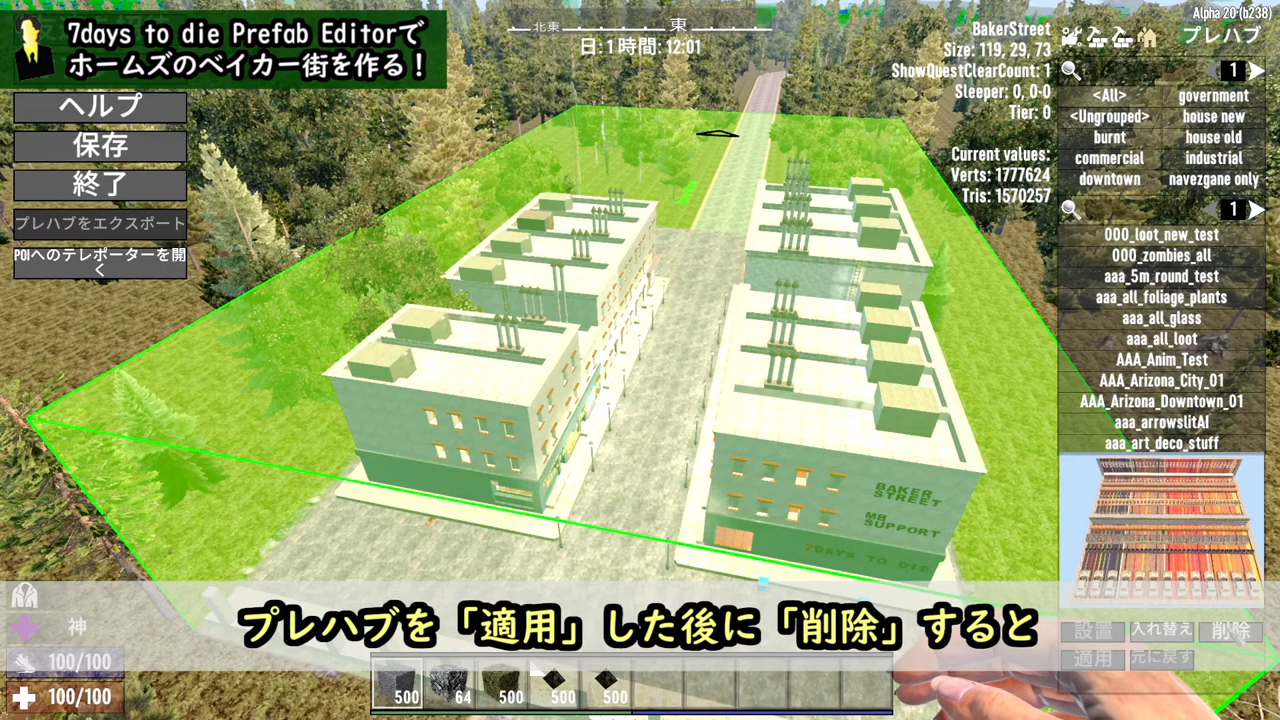 7days to die Prefab Editorで
ホームズのベイカー街を作る！
ヘルプ
保存
終了
プレハブをエクスポート
POIへのテレポーターを開
く
北東
東
日:1 時間: 12:01
BakerStreet
Size: 119, 29, 73
ShowQuestClearCount: 1
Sleeper: 0, 0-0
Tier: 0
Current values:
Verts: 1777624
Tris: 1570257
Alpha 20 (b238)
プレハブ
1
<All>
government
<Ungrouped>
house new
burnt
house old
commercial
industrial
downtown
navezgane only
1
000_loot_new_test
000_zombies_all
aaa_5m_round_test
aaa_all_foliage_plants
aaa_all_glass
aaa_all_loot
AAA_Anim_Test
AAA_Arizona_City_01
AAA_Arizona_Downtown_01
aaa_arrowslitAI
aaa_art_deco_stuff
BAKER
STREET
MB
SUPPORT
7DAYS TO DIE
プレハブを「適用」した後に「削除」すると
設置
入れ替え
削除
適用
元に戻す
神
100/100
100/100
500
64
500
500
500